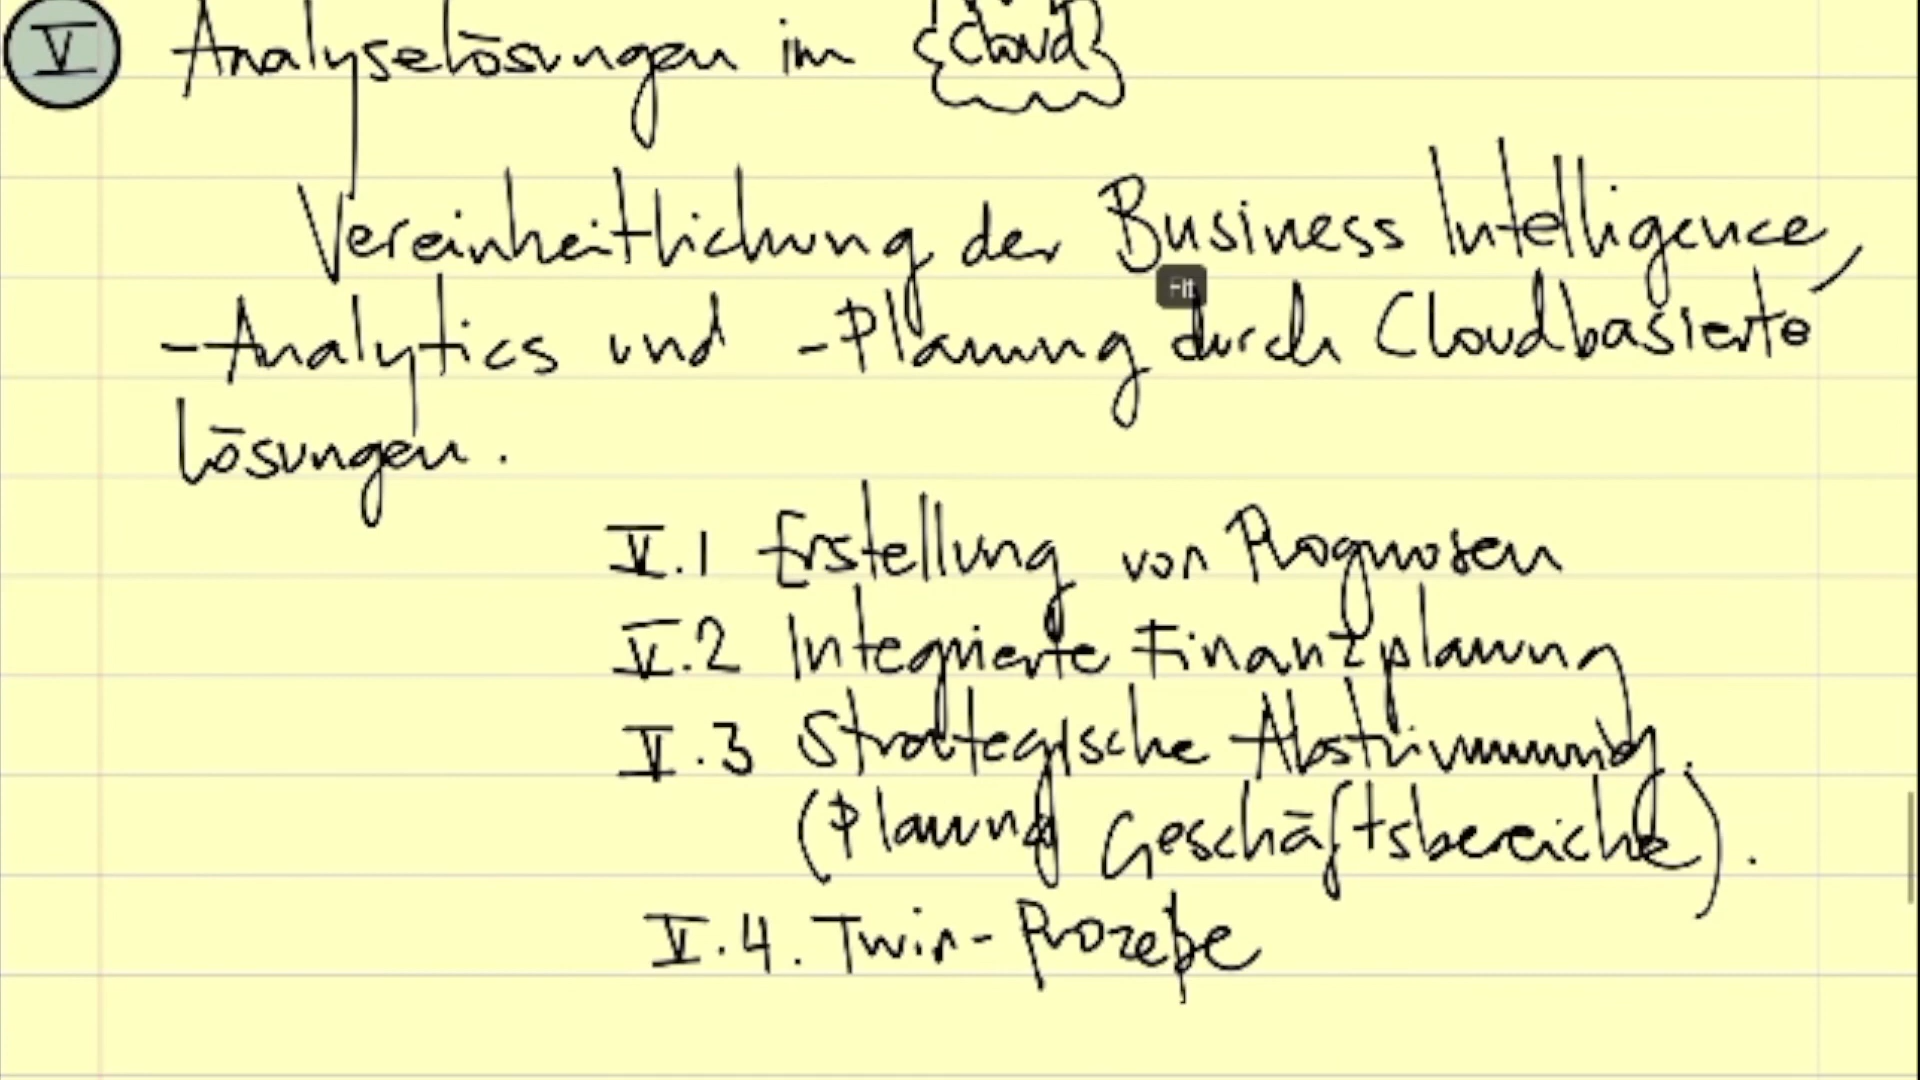 V Analyselösungen im {Cloud}
Vereinheitlichung der Business Intelligence,
Fit
-Analytics und -Planung durch Cloudbasierte
Lösungen.
V.1 Erstellung von Prognosen
V.2 Integrierte Finanzplanung
V.3 Strategische Abstimmung.
(Planung Geschäftsbereiche).
V.4. Twin-Prozeße